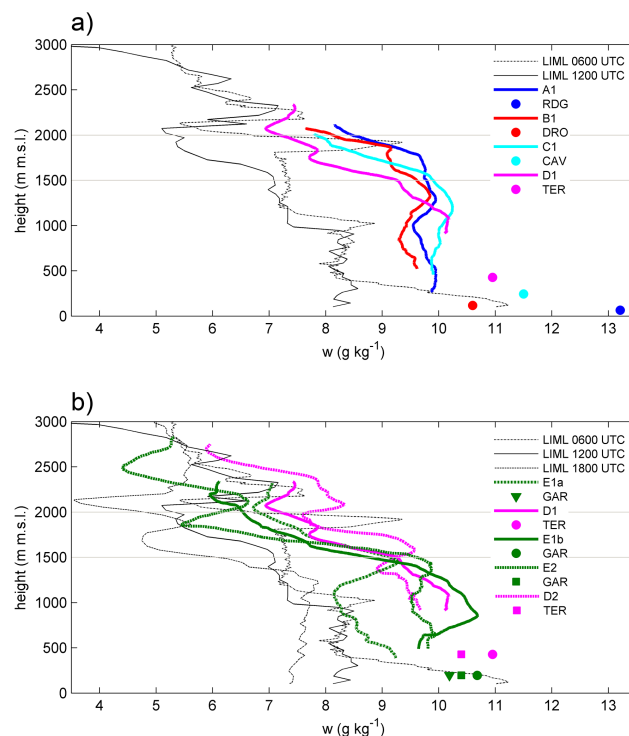 a)
3000
2500
2000
1500
1000
500
0
height (m m.s.l.)
LIML 0600 UTC
LIML 1200 UTC
A1
RDG
B1
DRO
C1
CAV
D1
TER
4 5 6 7 8 9 10 11 12 13
w (g kg⁻¹)
b)
3000
2500
2000
1500
1000
500
0
height (m m.s.l.)
LIML 0600 UTC
LIML 1200 UTC
LIML 1800 UTC
E1a
GAR
D1
TER
E1b
GAR
E2
GAR
D2
TER
4 5 6 7 8 9 10 11 12 13
w (g kg⁻¹)